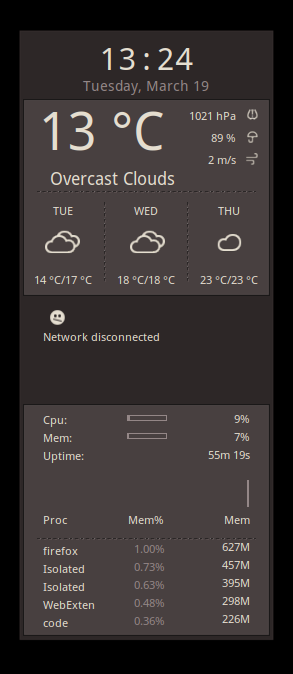 13:24
Tuesday, March 19
13 °C
1021 hPa
89 %
2 m/s
Overcast Clouds
TUE WED THU
14 °C/17 °C 18 °C/18 °C 23 °C/23 °C
Network disconnected
Cpu: 9%
Mem: 7%
Uptime: 55m 19s
Proc Mem% Mem
firefox 1.00% 627M
Isolated 0.73% 457M
Isolated 0.63% 395M
WebExten 0.48% 298M
code 0.36% 226M